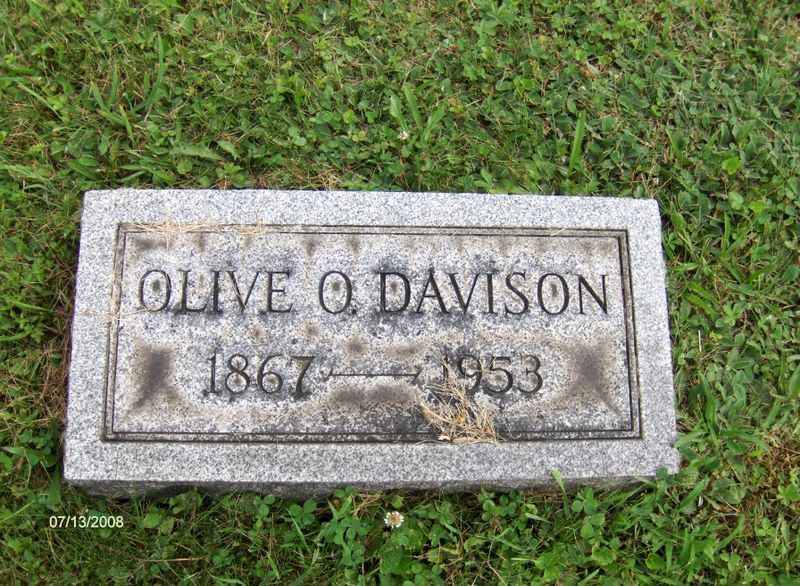 OLIVE O. DAVISON
1867 — 1953
07/13/2008